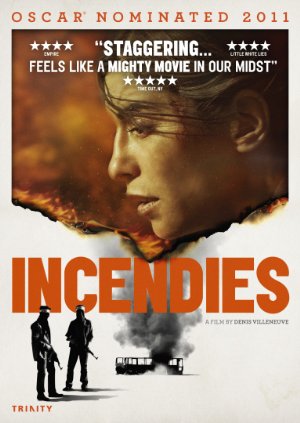 OSCAR® NOMINATED 2011
★★★★
EMPIRE
★★★★
LITTLE WHITE LIES
"STAGGERING...
FEELS LIKE A MIGHTY MOVIE IN OUR MIDST"
★★★★★
TIME OUT, NY
INCENDIES
A FILM BY DENIS VILLENEUVE
TRINITY